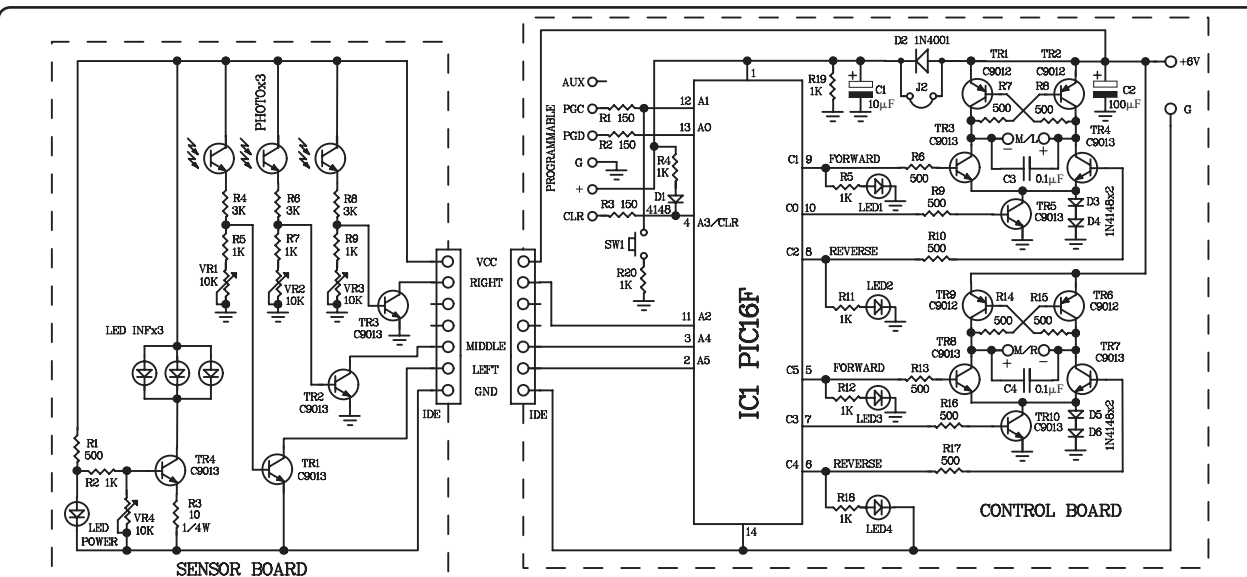 PHOTOx3
R4
3K
R6
3K
R8
3K
R5
1K
R7
1K
R9
1K
VR1
10K
VR2
10K
VR3
10K
TR3
C9013
LED INFx3
TR2
C9013
R1
500
R2 1K
TR4
C9013
TR1
C9013
LED
POWER
VR4
10K
R3
10
1/4W
SENSOR BOARD
IDE
VCC
RIGHT
MIDDLE
LEFT
GND
IDE
PROGRAMMABLE
AUX
PGC
PGD
G
+
CLR
R1 150
R2 150
R3 150
R4
1K
D1
4148
SW1
R20
1K
1
12 A1
13 A0
4 A3/CLR
11 A2
3 A4
2 A5
14
IC1 PIC16F
C1 9
C0 10
C2 8
C5 5
C3 7
C4 6
R19
1K
+
C1
10µF
D2 1N4001
J2
TR1
C9012
TR2
C9012
R7
500
R8
500
+
C2
100µF
+6V
G
TR3
C9013
− M/L +
TR4
C9013
C3 0.1µF
FORWARD
R6
500
R5
1K
LED1
R9
500
TR5
C9013
D3
D4
1N4148x2
REVERSE
R10
500
R11
1K
LED2
TR9
C9012
TR6
C9012
R14
500
R15
500
TR8
C9013
+ M/R −
TR7
C9013
C4 0.1µF
FORWARD
R13
500
R12
1K
LED3
R16
500
TR10
C9013
D5
D6
1N4148x2
REVERSE
R17
500
R18
1K
LED4
CONTROL BOARD